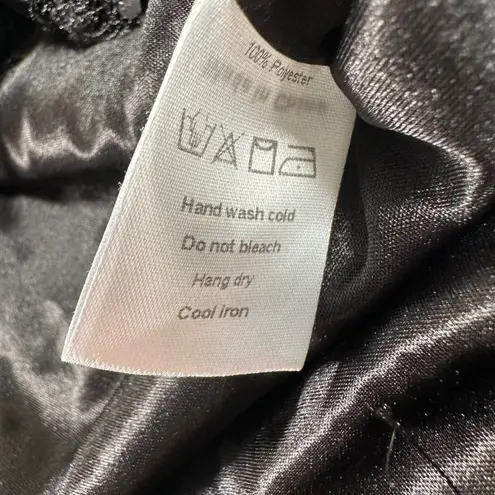 100% Polyester
Made in China
Hand wash cold
Do not bleach
Hang dry
Cool iron